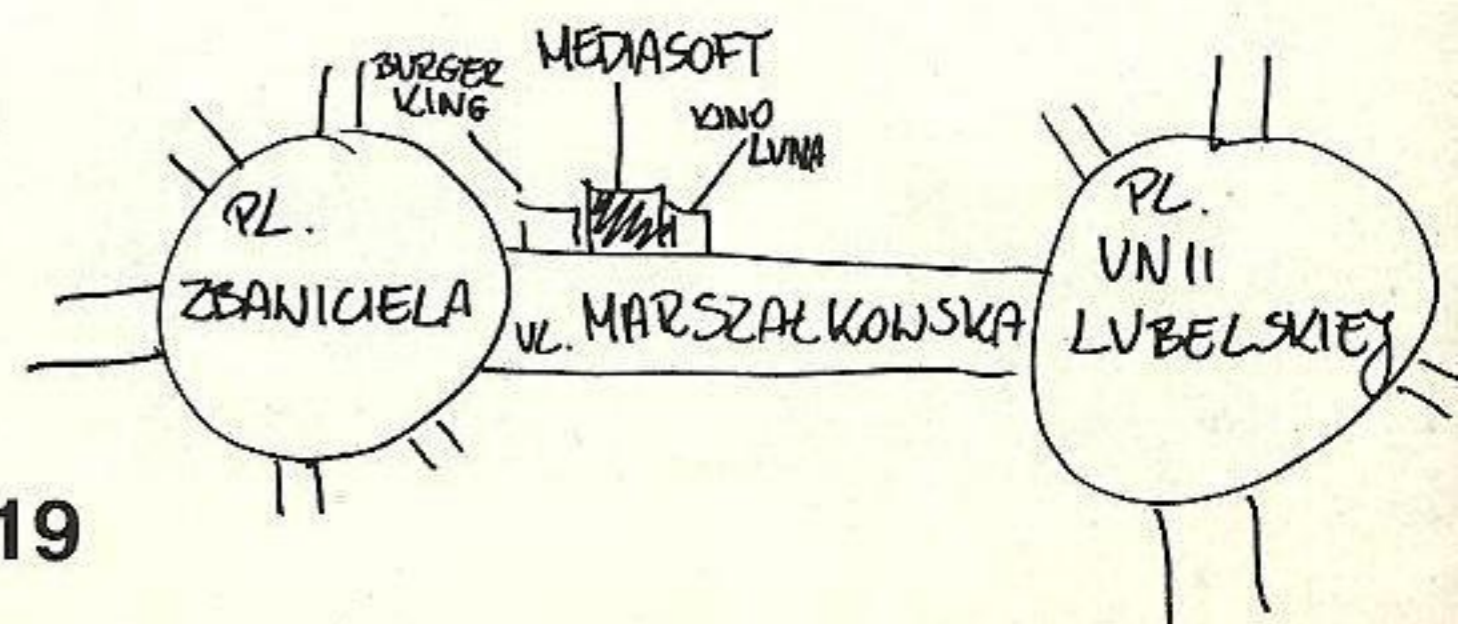 BURGER
KING
MEDIASOFT
KINO
LUNA
PL.
ZBAWICIELA
UL. MARSZAŁKOWSKA
PL.
UNII
LUBELSKIEJ
19